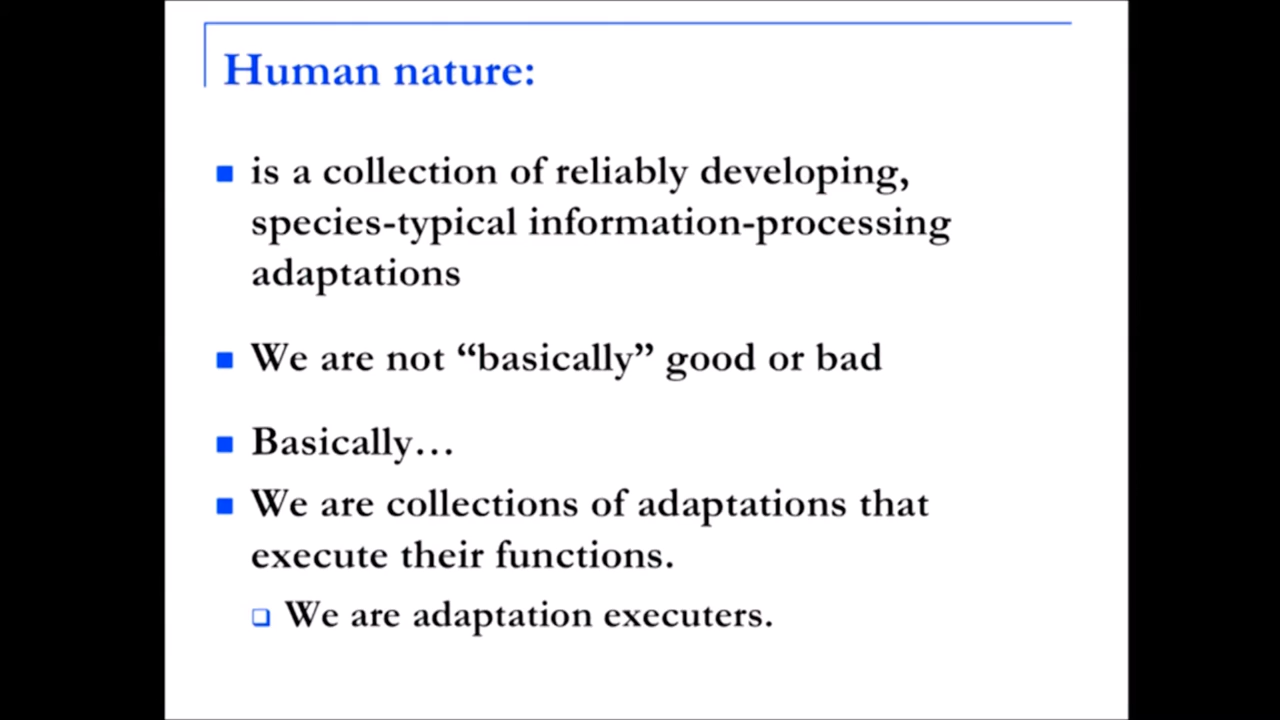 Human nature:
is a collection of reliably developing,
species-typical information-processing
adaptations
We are not “basically” good or bad
Basically…
We are collections of adaptations that
execute their functions.
We are adaptation executers.